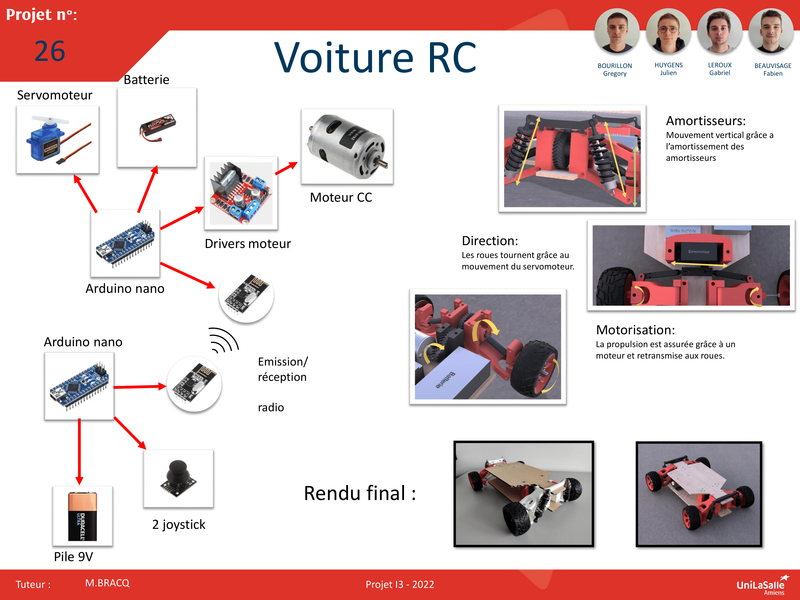 Projet nº:
26
Voiture RC
BOURILLON
Gregory
HUYGENS
Julien
LEROUX
Gabriel
BEAUVISAGE
Fabien
Batterie
Servomoteur
Moteur CC
Drivers moteur
Arduino nano
Arduino nano
Emission/
réception
radio
2 joystick
Pile 9V
DURACELL
Amortisseurs:
Mouvement vertical grâce a
l’amortissement des
amortisseurs
Direction:
Les roues tournent grâce au
mouvement du servomoteur.
Batterie
Motorisation:
La propulsion est assurée grâce à un
moteur et retransmise aux roues.
Rendu final :
Tuteur :
M.BRACQ
Projet I3 - 2022
UniLaSalle
Amiens